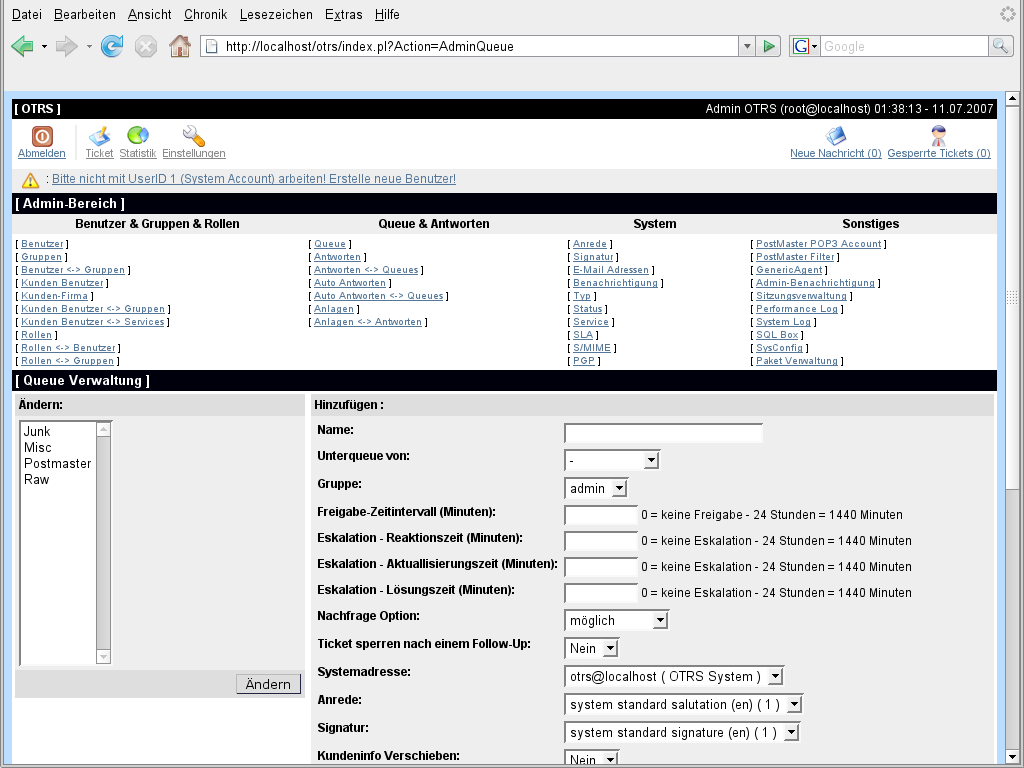 Datei Bearbeiten Ansicht Chronik Lesezeichen Extras Hilfe
http://localhost/otrs/index.pl?Action=AdminQueue
G Google
[ OTRS ] Admin OTRS (root@localhost) 01:38:13 - 11.07.2007
Abmelden Ticket Statistik Einstellungen Neue Nachricht (0) Gesperrte Tickets (0)
: Bitte nicht mit UserID 1 (System Account) arbeiten! Erstelle neue Benutzer!
[ Admin-Bereich ]
Benutzer & Gruppen & Rollen Queue & Antworten System Sonstiges
[ Benutzer ] [ Queue ] [ Anrede ] [ PostMaster POP3 Account ]
[ Gruppen ] [ Antworten ] [ Signatur ] [ PostMaster Filter ]
[ Benutzer <-> Gruppen ] [ Antworten <-> Queues ] [ E-Mail Adressen ] [ GenericAgent ]
[ Kunden Benutzer ] [ Auto Antworten ] [ Benachrichtigung ] [ Admin-Benachrichtigung ]
[ Kunden-Firma ] [ Auto Antworten <-> Queues ] [ Typ ] [ Sitzungsverwaltung ]
[ Kunden Benutzer <-> Gruppen ] [ Anlagen ] [ Status ] [ Performance Log ]
[ Kunden Benutzer <-> Services ] [ Anlagen <-> Antworten ] [ Service ] [ System Log ]
[ Rollen ] [ SLA ] [ SQL Box ]
[ Rollen <-> Benutzer ] [ S/MIME ] [ SysConfig ]
[ Rollen <-> Gruppen ] [ PGP ] [ Paket Verwaltung ]
[ Queue Verwaltung ]
Ändern:
Junk
Misc
Postmaster
Raw
Ändern
Hinzufügen :
Name:
Unterqueue von: -
Gruppe: admin
Freigabe-Zeitintervall (Minuten): 0 = keine Freigabe - 24 Stunden = 1440 Minuten
Eskalation - Reaktionszeit (Minuten): 0 = keine Eskalation - 24 Stunden = 1440 Minuten
Eskalation - Aktuallisierungszeit (Minuten): 0 = keine Eskalation - 24 Stunden = 1440 Minuten
Eskalation - Lösungszeit (Minuten): 0 = keine Eskalation - 24 Stunden = 1440 Minuten
Nachfrage Option: möglich
Ticket sperren nach einem Follow-Up: Nein
Systemadresse: otrs@localhost ( OTRS System )
Anrede: system standard salutation (en) ( 1 )
Signatur: system standard signature (en) ( 1 )
Kundeninfo Verschieben: Nein